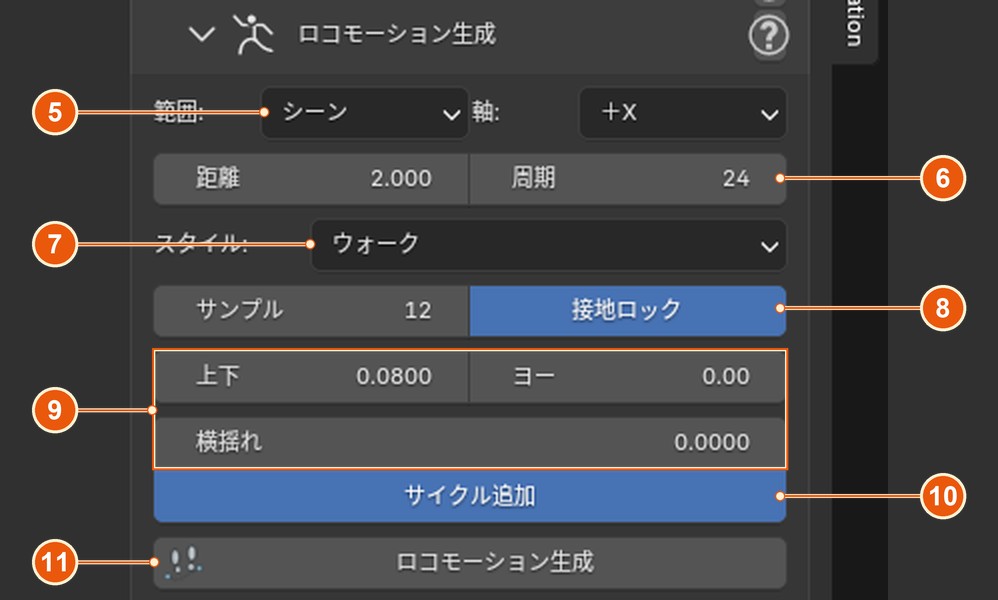 ロコモーション生成 ?
ation
5 範囲: シーン 軸: +X
距離 2.000 周期 24 6
7 スタイル: ウォーク
サンプル 12 接地ロック 8
上下 0.0800 ヨー 0.00
9
横揺れ 0.0000
サイクル追加 10
11 ロコモーション生成